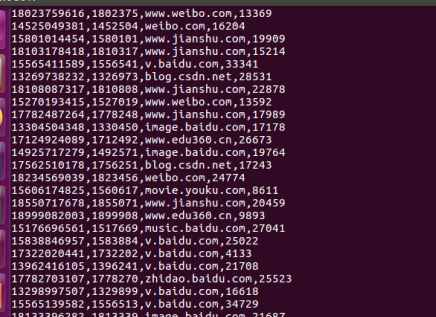 18023759616,1802375,www.weibo.com,13369
14525049381,1452504,weibo.com,16204
15801014454,1580101,www.jianshu.com,19909
18103178418,1810317,www.jianshu.com,15214
15565411589,1556541,v.baidu.com,33341
13269738232,1326973,blog.csdn.net,28531
18108087317,1810808,www.jianshu.com,22878
15270193415,1527019,www.weibo.com,13592
17782487264,1778248,www.jianshu.com,17989
13304504348,1330450,image.baidu.com,17178
17124924089,1712492,www.edu360.cn,26673
14925717279,1492571,image.baidu.com,19764
17562510178,1756251,blog.csdn.net,17243
18234569039,1823456,weibo.com,24774
15606174825,1560617,movie.youku.com,8611
18550717678,1855071,www.jianshu.com,20459
18999082003,1899908,www.edu360.cn,9893
15176696561,1517669,music.baidu.com,27041
15838846957,1583884,v.baidu.com,25022
17322020441,1732202,v.baidu.com,4133
13962416105,1396241,v.baidu.com,21708
17782703107,1778270,zhidao.baidu.com,25523
13298997507,1329899,v.baidu.com,16618
15565139582,1556513,v.baidu.com,34729
18133396282,1813339,image.baidu.com,21687